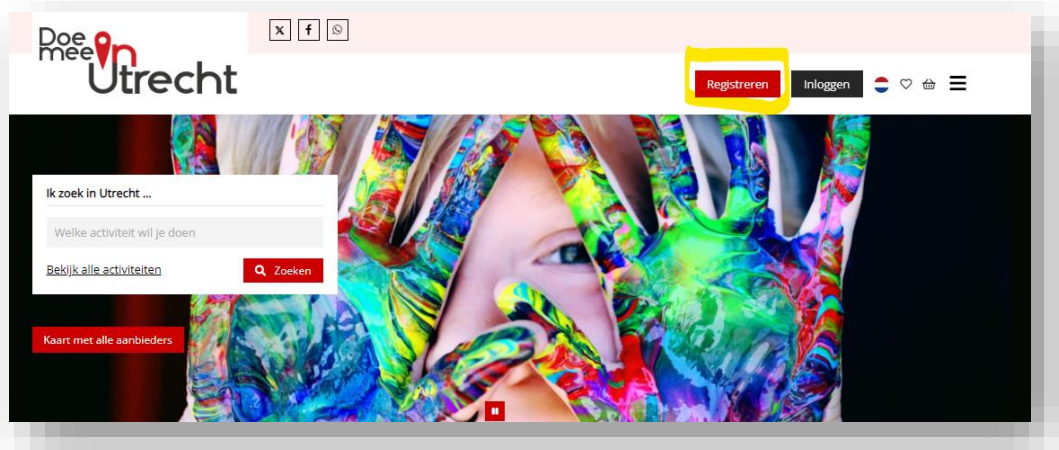 Doe
mee in
Utrecht
Registreren
Inloggen
Ik zoek in Utrecht ...
Welke activiteit wil je doen
Bekijk alle activiteiten
Zoeken
Kaart met alle aanbieders